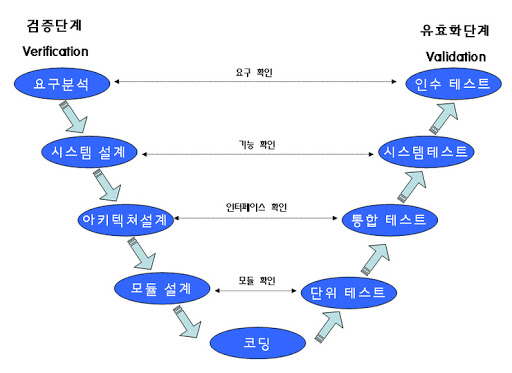 검증단계
Verification
유효화단계
Validation
요구분석
요구 확인
인수 테스트
시스템 설계
기능 확인
시스템테스트
아키텍쳐설계
인터페이스 확인
통합 테스트
모듈 설계
모듈 확인
단위 테스트
코딩